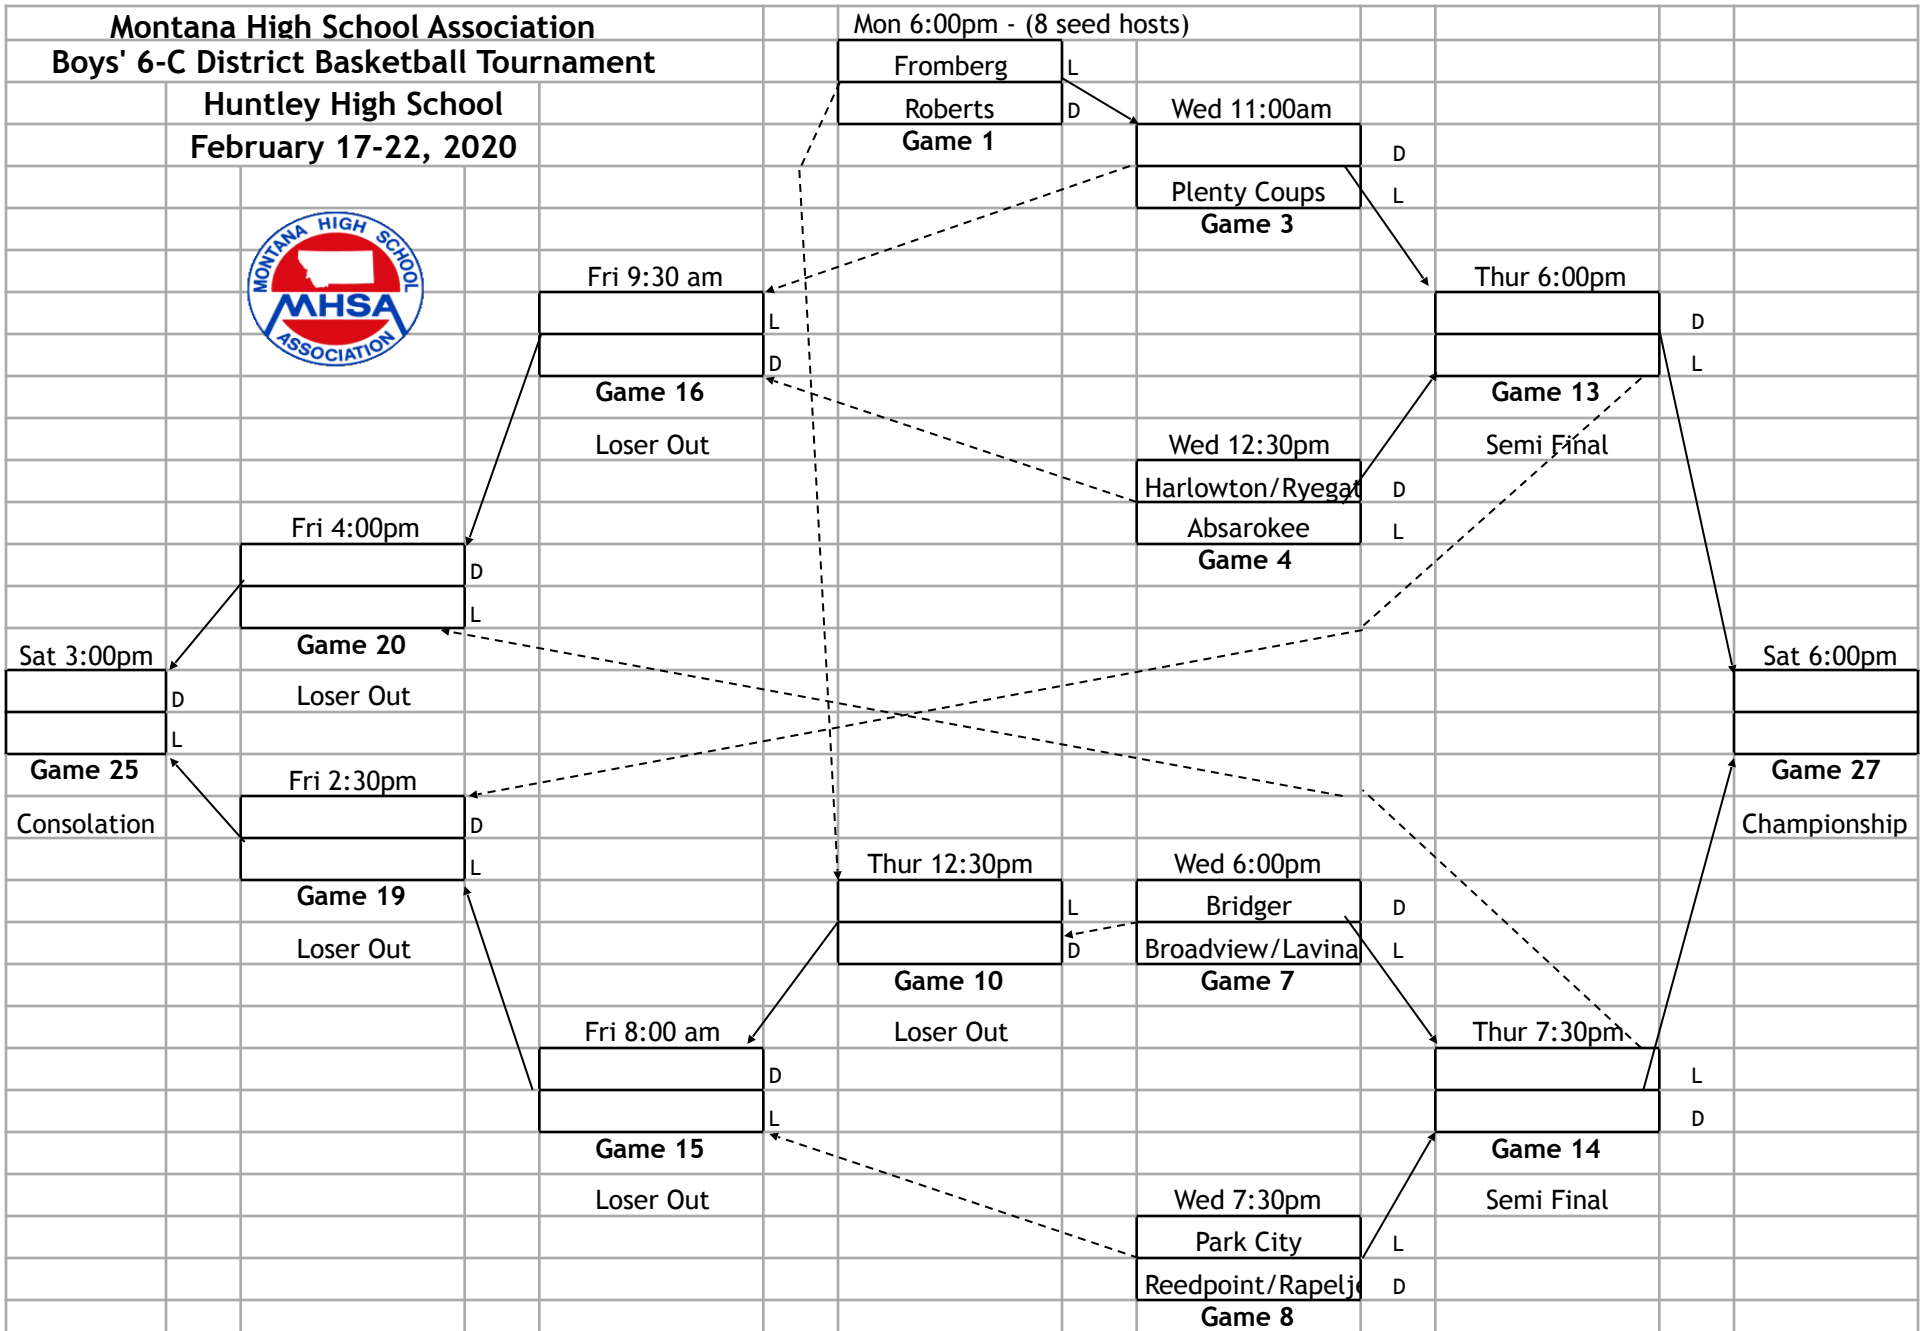 Montana High School Association
Mon 6:00pm - (8 seed hosts)
Boys' 6-C District Basketball Tournament
Fromberg L
Huntley High School
Roberts D
Wed 11:00am
February 17-22, 2020
Game 1
D
Plenty Coups L
Game 3
MONTANA HIGH SCHOOL
MHSA
ASSOCIATION
Fri 9:30 am
Thur 6:00pm
L
D
D
L
Game 16
Game 13
Loser Out
Wed 12:30pm
Semi Final
Harlowton/Ryegat D
Fri 4:00pm
Absarokee L
Game 4
D
L
Game 20
Sat 3:00pm
Sat 6:00pm
D
Loser Out
L
Game 25
Fri 2:30pm
Game 27
Consolation
D
Championship
L
Thur 12:30pm
Wed 6:00pm
Game 19
L
Bridger D
Loser Out
D
Broadview/Lavina L
Game 10
Game 7
Fri 8:00 am
Loser Out
Thur 7:30pm
D
L
L
D
Game 15
Game 14
Loser Out
Wed 7:30pm
Semi Final
Park City L
Reedpoint/Rapelje D
Game 8